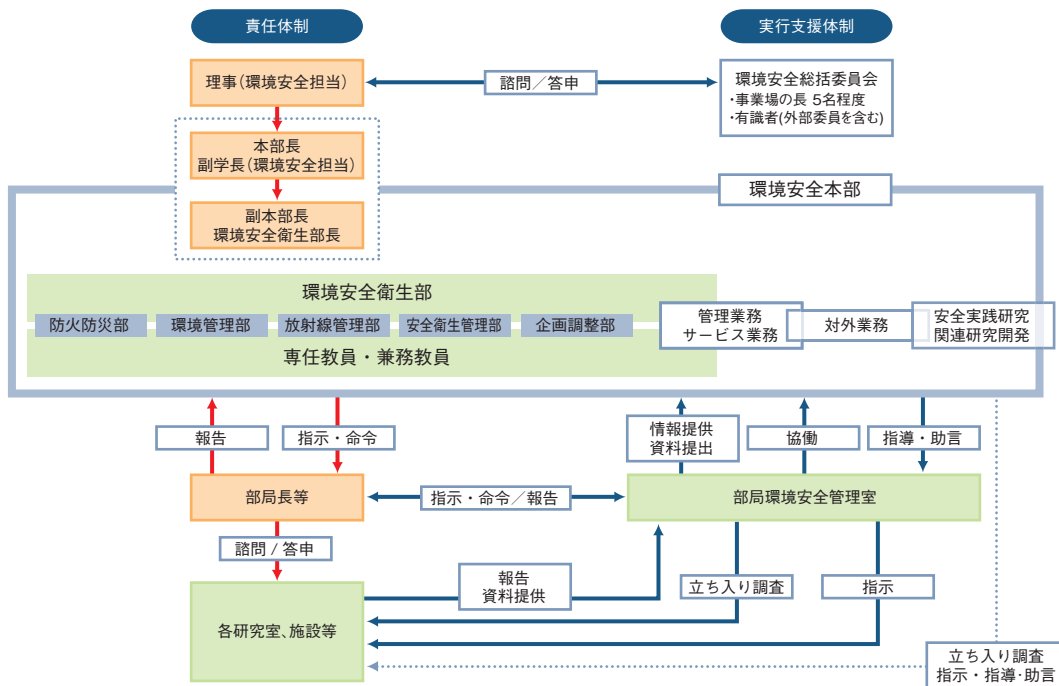 責任体制
実行支援体制
理事(環境安全担当)
諮問／答申
環境安全総括委員会
・事業場の長 5名程度
・有識者(外部委員を含む)
本部長
副学長(環境安全担当)
環境安全本部
副本部長
環境安全衛生部長
環境安全衛生部
防火防災部
環境管理部
放射線管理部
安全衛生管理部
企画調整部
専任教員・兼務教員
管理業務
サービス業務
対外業務
安全実践研究
関連研究開発
報告
指示・命令
情報提供
資料提出
協働
指導・助言
部局長等
指示・命令／報告
部局環境安全管理室
諮問 / 答申
報告
資料提供
立ち入り調査
指示
各研究室、施設等
立ち入り調査
指示・指導・助言